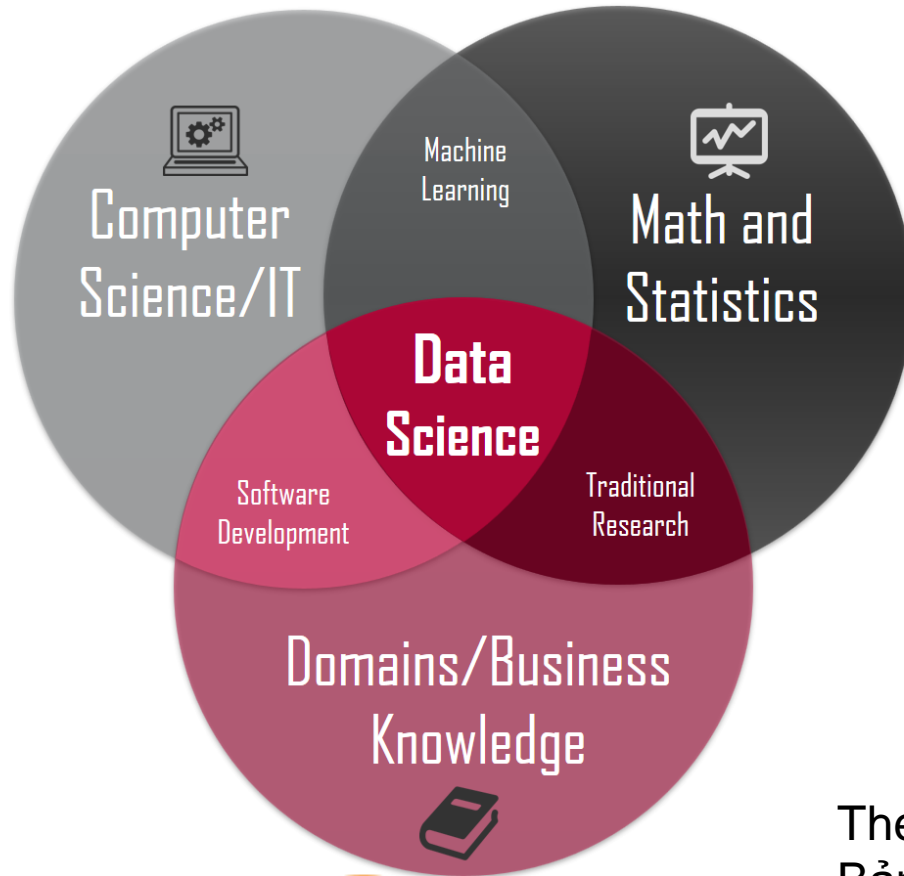 Machine
Learning
Computer
Science/IT
Math and
Statistics
Data
Science
Software
Development
Traditional
Research
Domains/Business
Knowledge
The